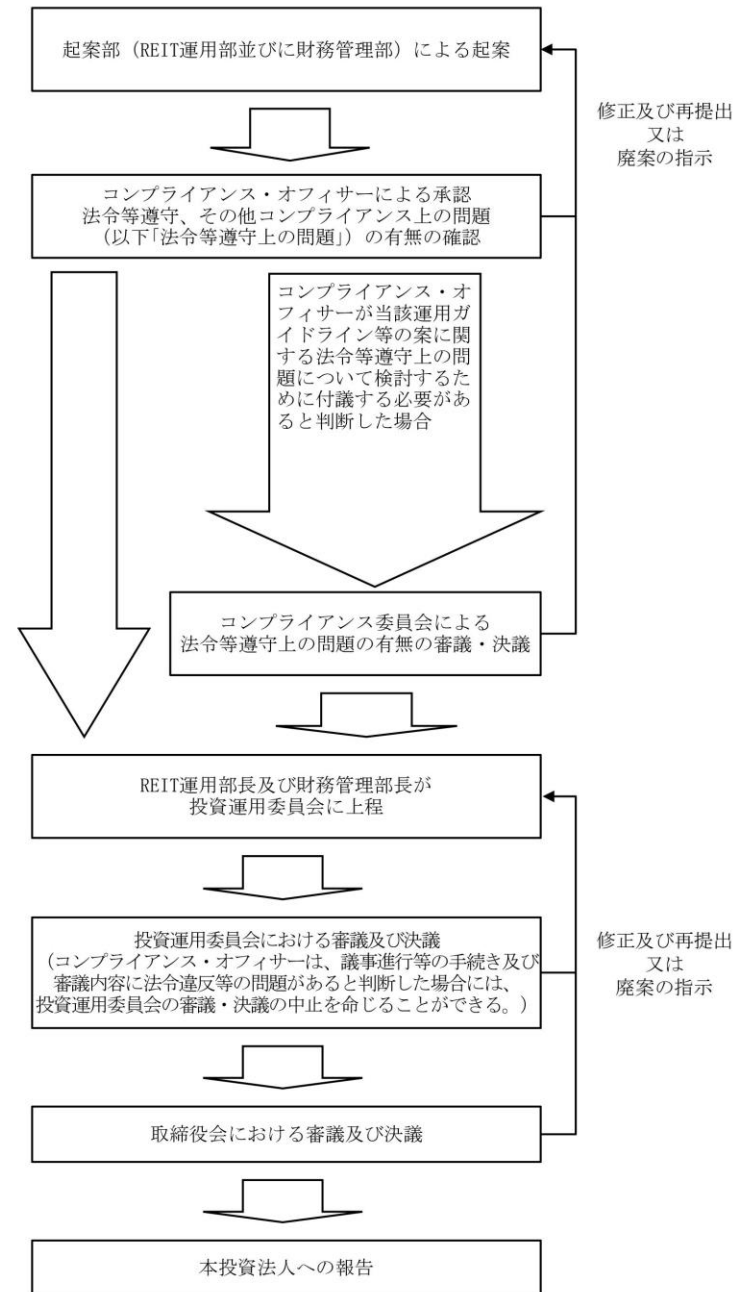 起案部（REIT運用部並びに財務管理部）による起案
修正及び再提出
又は
廃案の指示
コンプライアンス・オフィサーによる承認
法令等遵守、その他コンプライアンス上の問題
（以下「法令等遵守上の問題」）の有無の確認
コンプライアンス・オ
フィサーが当該運用ガ
イドライン等の案に関
する法令等遵守上の問
題について検討するた
めに付議する必要があ
ると判断した場合
コンプライアンス委員会による
法令等遵守上の問題の有無の審議・決議
REIT運用部長及び財務管理部長が
投資運用委員会に上程
投資運用委員会における審議及び決議
（コンプライアンス・オフィサーは、議事進行等の手続き及び
審議内容に法令違反等の問題があると判断した場合には、
投資運用委員会の審議・決議の中止を命じることができる。）
修正及び再提出
又は
廃案の指示
取締役会における審議及び決議
本投資法人への報告